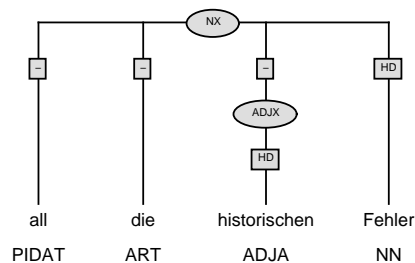 NX
– – – HD
ADJX
HD
all die historischen Fehler
PIDAT ART ADJA NN